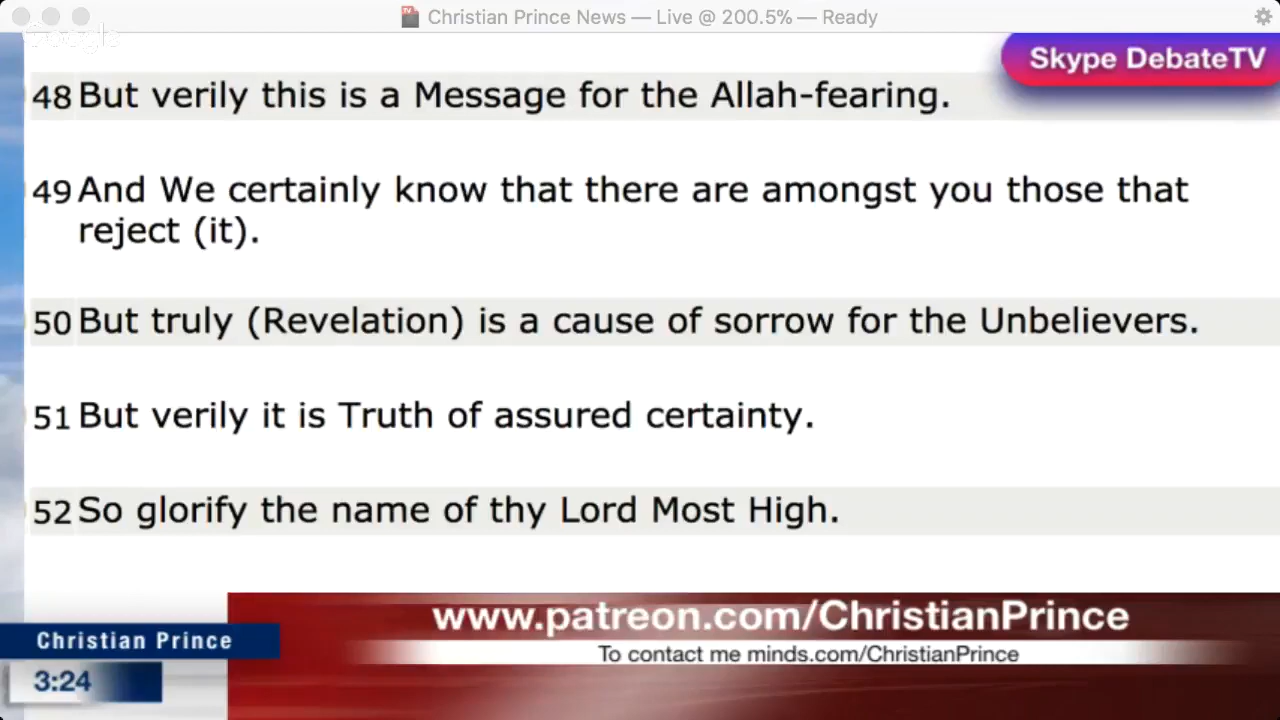 Christian Prince News — Live @ 200.5% — Ready
Google
Skype DebateTV
48 But verily this is a Message for the Allah-fearing.
49 And We certainly know that there are amongst you those that
reject (it).
50 But truly (Revelation) is a cause of sorrow for the Unbelievers.
51 But verily it is Truth of assured certainty.
52 So glorify the name of thy Lord Most High.
www.patreon.com/ChristianPrince
To contact me minds.com/ChristianPrince
Christian Prince
3:24